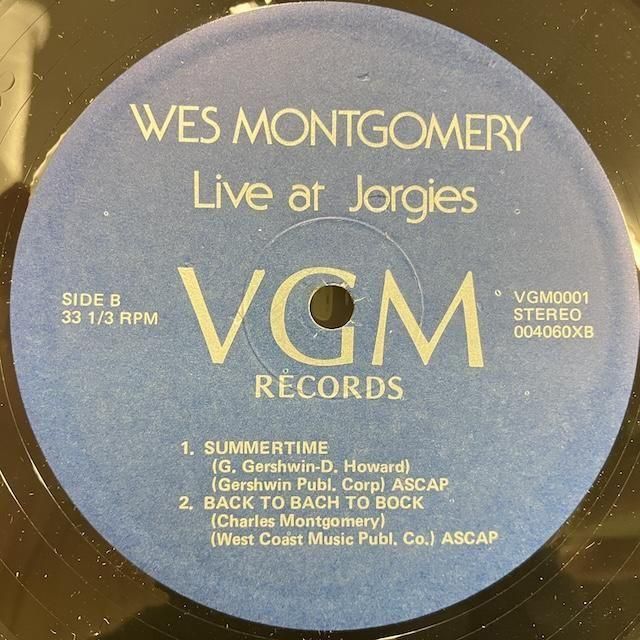 WES MONTGOMERY
Live at Jorgies
SIDE B
33 1/3 RPM
VGM
RECORDS
VGM0001
STEREO
004060XB
1. SUMMERTIME
(G. Gershwin-D. Howard)
(Gershwin Publ. Corp) ASCAP
2. BACK TO BACH TO BOCK
(Charles Montgomery)
(West Coast Music Publ. Co.) ASCAP